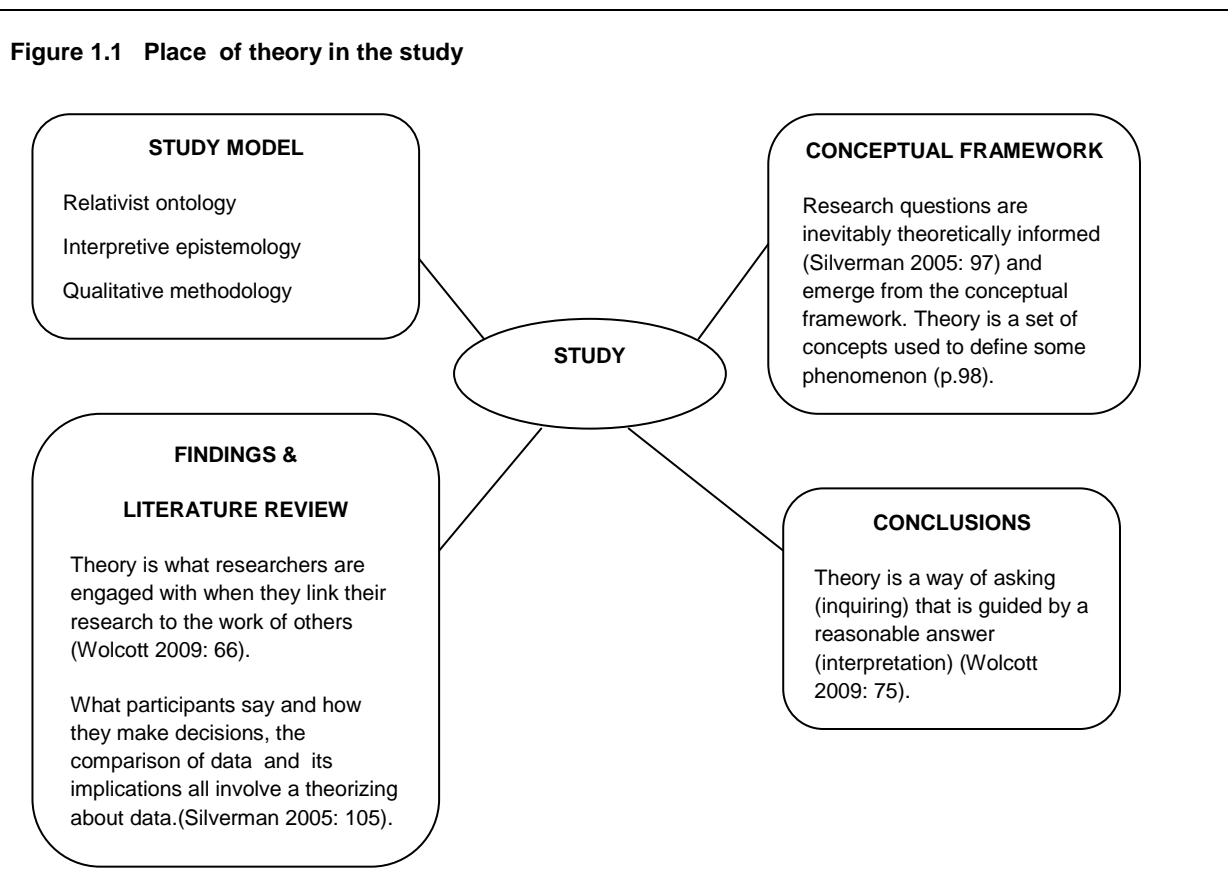 Figure 1.1 Place of theory in the study
STUDY MODEL
Relativist ontology
Interpretive epistemology
Qualitative methodology
CONCEPTUAL FRAMEWORK
Research questions are
inevitably theoretically informed
(Silverman 2005: 97) and
emerge from the conceptual
framework. Theory is a set of
concepts used to define some
phenomenon (p.98).
STUDY
FINDINGS &
LITERATURE REVIEW
Theory is what researchers are
engaged with when they link their
research to the work of others
(Wolcott 2009: 66).
What participants say and how
they make decisions, the
comparison of data and its
implications all involve a theorizing
about data.(Silverman 2005: 105).
CONCLUSIONS
Theory is a way of asking
(inquiring) that is guided by a
reasonable answer
(interpretation) (Wolcott
2009: 75).